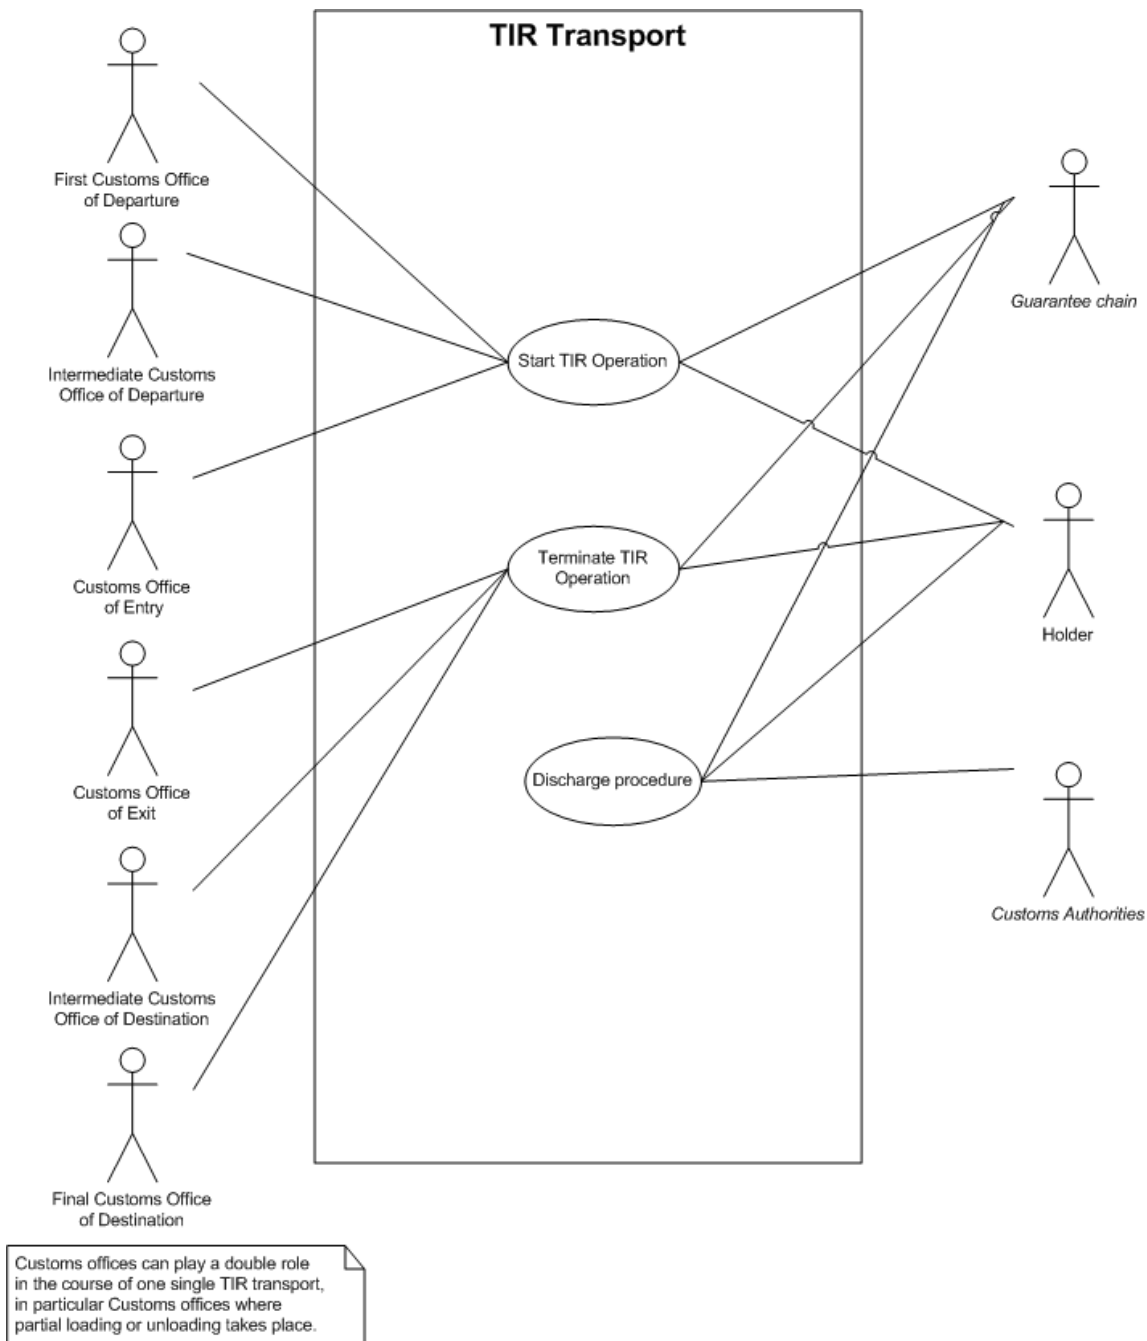 TIR Transport
First Customs Office
of Departure
Intermediate Customs
Office of Departure
Customs Office
of Entry
Customs Office
of Exit
Intermediate Customs
Office of Destination
Final Customs Office
of Destination
Start TIR Operation
Terminate TIR
Operation
Discharge procedure
Guarantee chain
Holder
Customs Authorities
Customs offices can play a double role
in the course of one single TIR transport,
in particular Customs offices where
partial loading or unloading takes place.